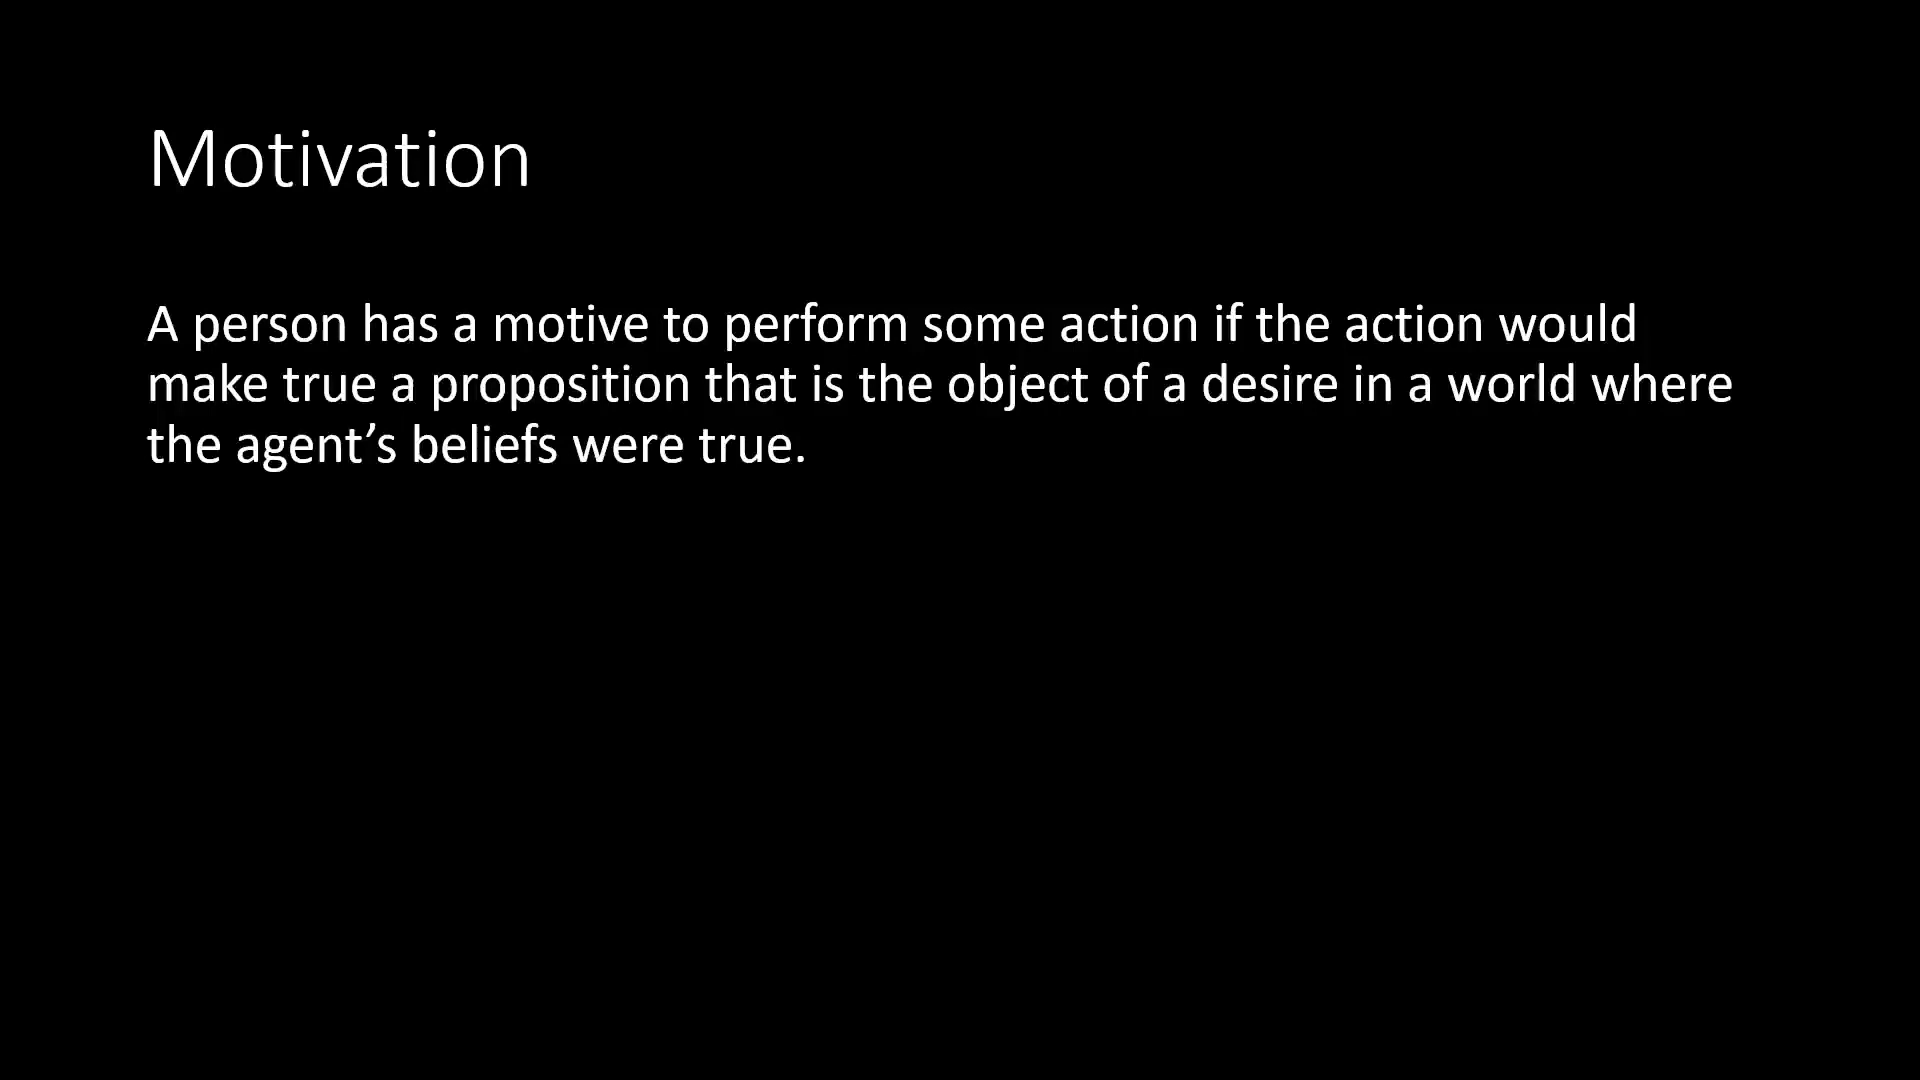 Motivation
A person has a motive to perform some action if the action would
make true a proposition that is the object of a desire in a world where
the agent’s beliefs were true.